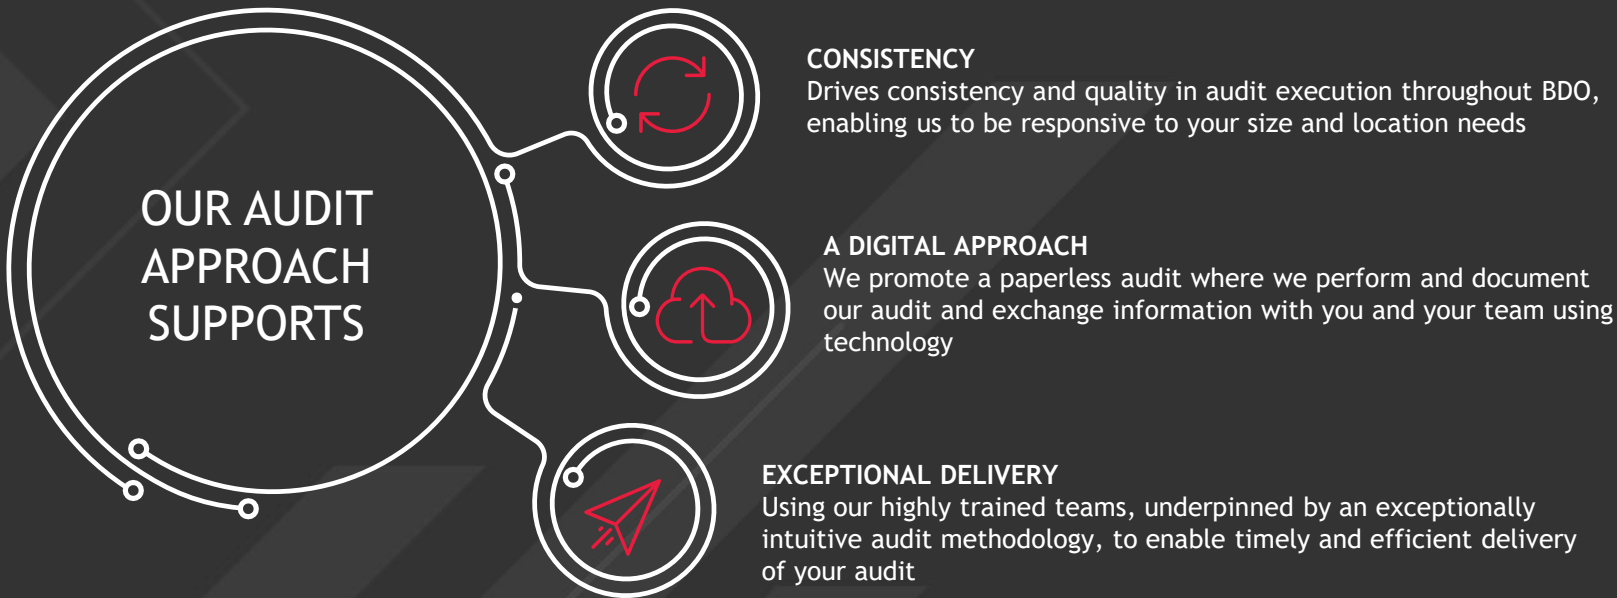 OUR AUDIT
APPROACH
SUPPORTS
CONSISTENCY
Drives consistency and quality in audit execution throughout BDO,
enabling us to be responsive to your size and location needs
A DIGITAL APPROACH
We promote a paperless audit where we perform and document
our audit and exchange information with you and your team using
technology
EXCEPTIONAL DELIVERY
Using our highly trained teams, underpinned by an exceptionally
intuitive audit methodology, to enable timely and efficient delivery
of your audit